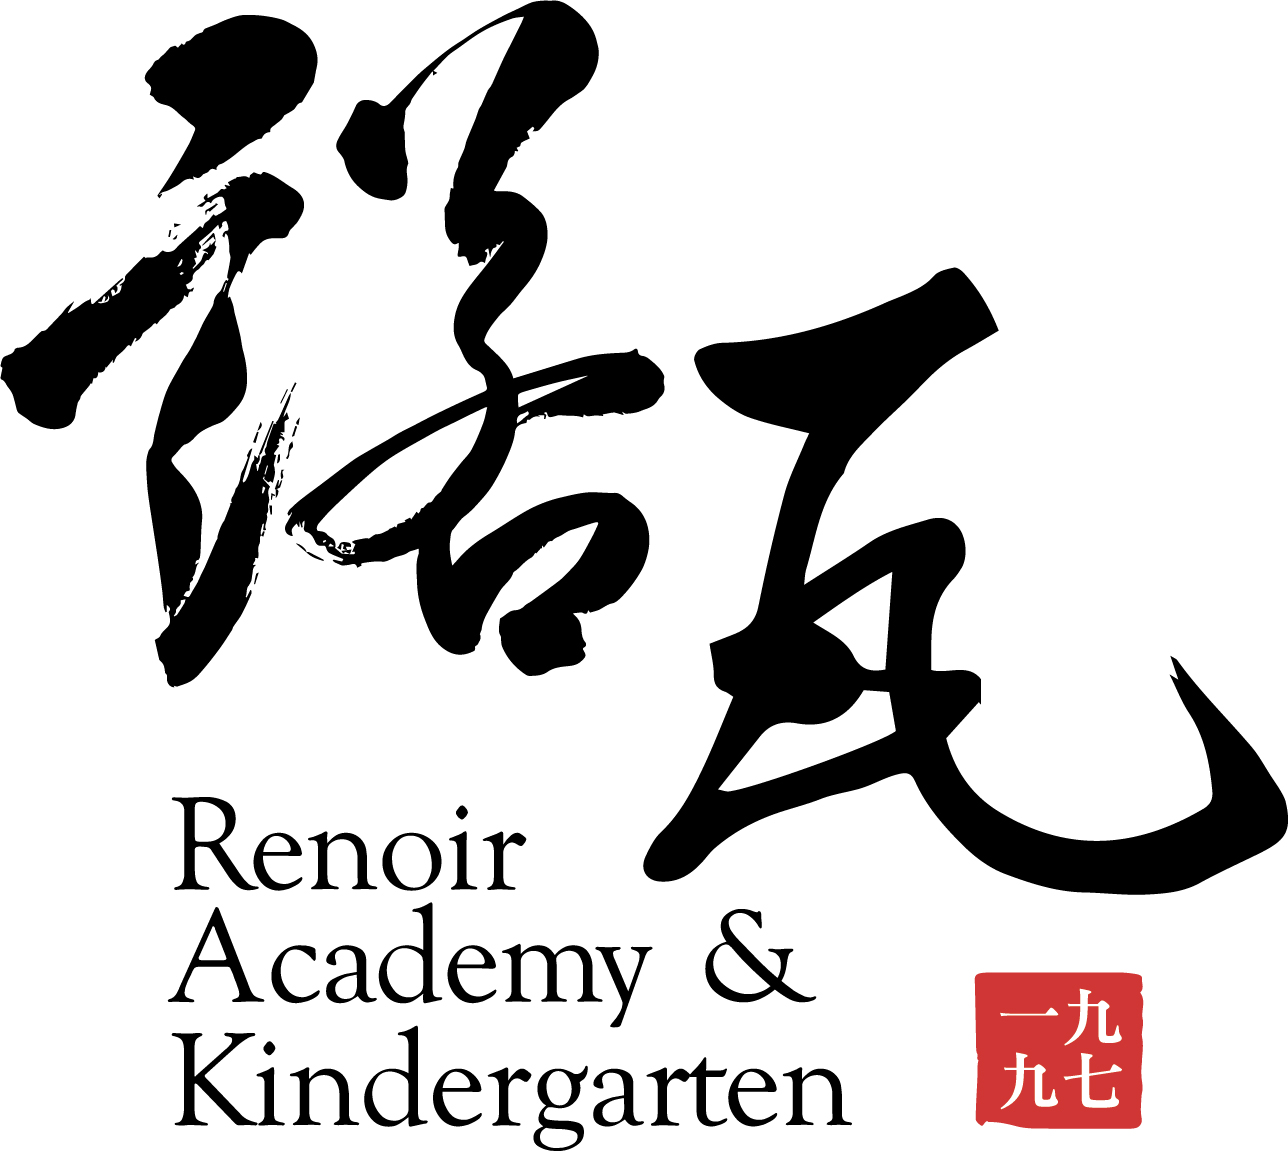 諾瓦
Renoir
Academy &
Kindergarten
一九
九七